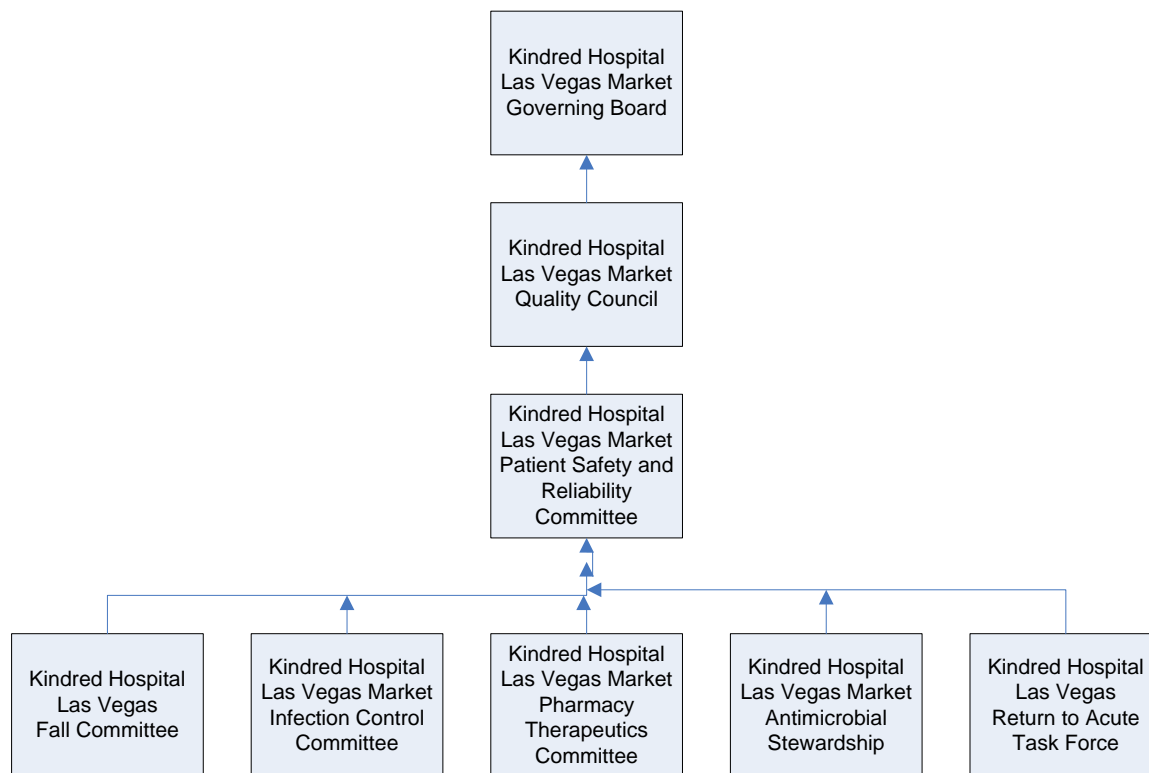 Kindred Hospital
Las Vegas Market
Governing Board
Kindred Hospital
Las Vegas Market
Quality Council
Kindred Hospital
Las Vegas Market
Patient Safety and
Reliability
Committee
Kindred Hospital
Las Vegas
Fall Committee
Kindred Hospital
Las Vegas Market
Infection Control
Committee
Kindred Hospital
Las Vegas Market
Pharmacy
Therapeutics
Committee
Kindred Hospital
Las Vegas Market
Antimicrobial
Stewardship
Kindred Hospital
Las Vegas
Return to Acute
Task Force